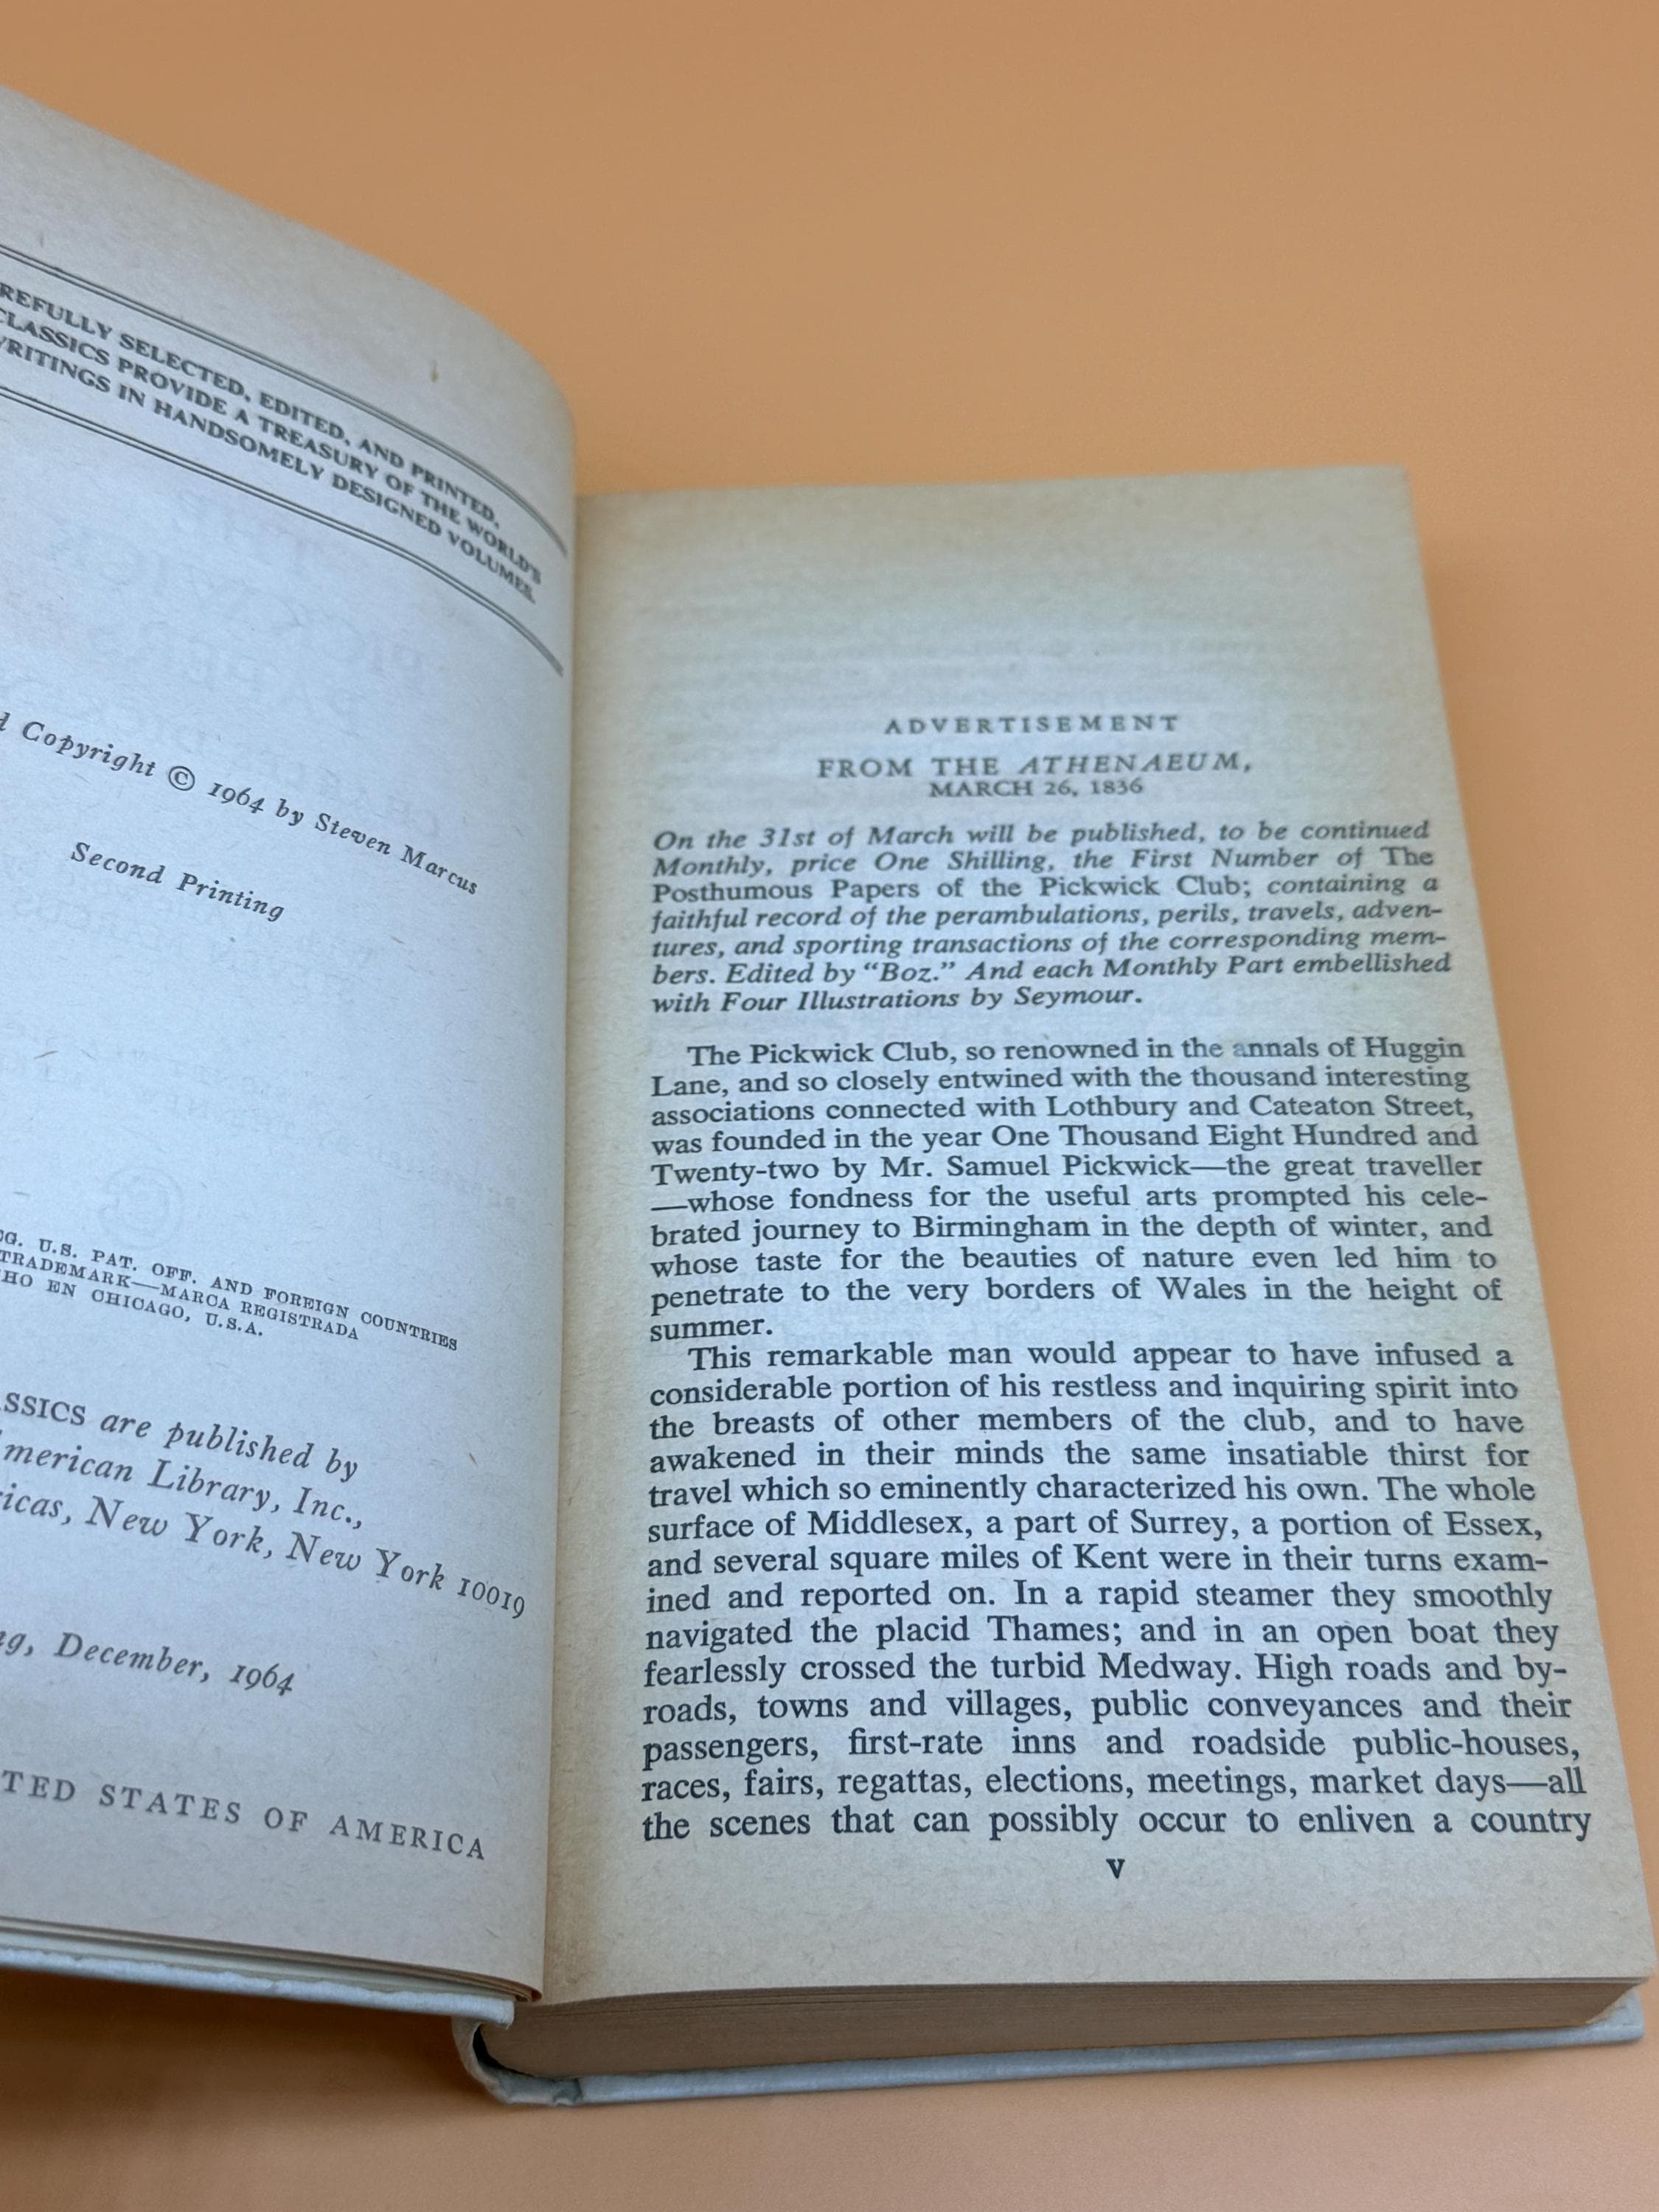 REFULLY SELECTED, EDITED, AND PRINTED,
CLASSICS PROVIDE A TREASURY OF THE WORLD'S
WRITINGS IN HANDSOMELY DESIGNED VOLUMES.
Copyright © 1964 by Steven Marcus
Second Printing
G. U.S. PAT. OFF. AND FOREIGN COUNTRIES
TRADEMARK—MARCA REGISTRADA
HO EN CHICAGO, U.S.A.
SSICS are published by
merican Library, Inc.,
icas, New York, New York 10019
g, December, 1964
TED STATES OF AMERICA
ADVERTISEMENT
FROM THE ATHENAEUM,
MARCH 26, 1836
On the 31st of March will be published, to be continued
Monthly, price One Shilling, the First Number of The
Posthumous Papers of the Pickwick Club; containing a
faithful record of the perambulations, perils, travels, adven-
tures, and sporting transactions of the corresponding mem-
bers. Edited by “Boz.” And each Monthly Part embellished
with Four Illustrations by Seymour.
The Pickwick Club, so renowned in the annals of Huggin
Lane, and so closely entwined with the thousand interesting
associations connected with Lothbury and Cateaton Street,
was founded in the year One Thousand Eight Hundred and
Twenty-two by Mr. Samuel Pickwick—the great traveller
—whose fondness for the useful arts prompted his cele-
brated journey to Birmingham in the depth of winter, and
whose taste for the beauties of nature even led him to
penetrate to the very borders of Wales in the height of
summer.
This remarkable man would appear to have infused a
considerable portion of his restless and inquiring spirit into
the breasts of other members of the club, and to have
awakened in their minds the same insatiable thirst for
travel which so eminently characterized his own. The whole
surface of Middlesex, a part of Surrey, a portion of Essex,
and several square miles of Kent were in their turns exam-
ined and reported on. In a rapid steamer they smoothly
navigated the placid Thames; and in an open boat they
fearlessly crossed the turbid Medway. High roads and by-
roads, towns and villages, public conveyances and their
passengers, first-rate inns and roadside public-houses,
races, fairs, regattas, elections, meetings, market days—all
the scenes that can possibly occur to enliven a country
v